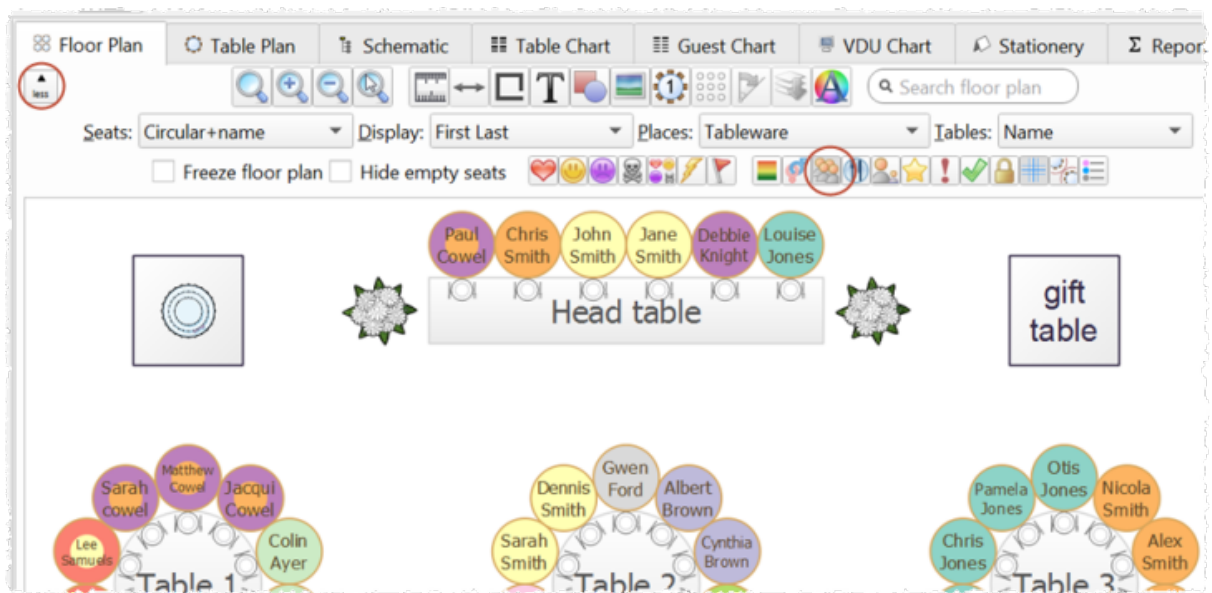 Floor Plan Table Plan Schematic Table Chart Guest Chart VDU Chart Stationery Σ Repor
less T 1 A Search floor plan
Seats: Circular+name Display: First Last Places: Tableware Tables: Name
Freeze floor plan Hide empty seats
Paul Cowel
Chris Smith
John Smith
Jane Smith
Debbie Knight
Louise Jones
Head table
gift
table
Lee Samuels
Sarah cowel
Matthew Cowel
Jacqui Cowel
Colin Ayer
Table 1
Sarah Smith
Dennis Smith
Gwen Ford
Albert Brown
Cynthia Brown
Table 2
Chris Jones
Pamela Jones
Otis Jones
Nicola Smith
Alex Smith
Table 3